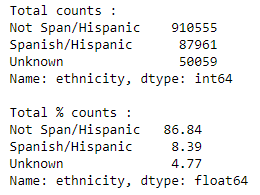 Total counts :
Not Span/Hispanic    910555
Spanish/Hispanic      87961
Unknown               50059
Name: ethnicity, dtype: int64

Total % counts :
Not Span/Hispanic   86.84
Spanish/Hispanic     8.39
Unknown              4.77
Name: ethnicity, dtype: float64